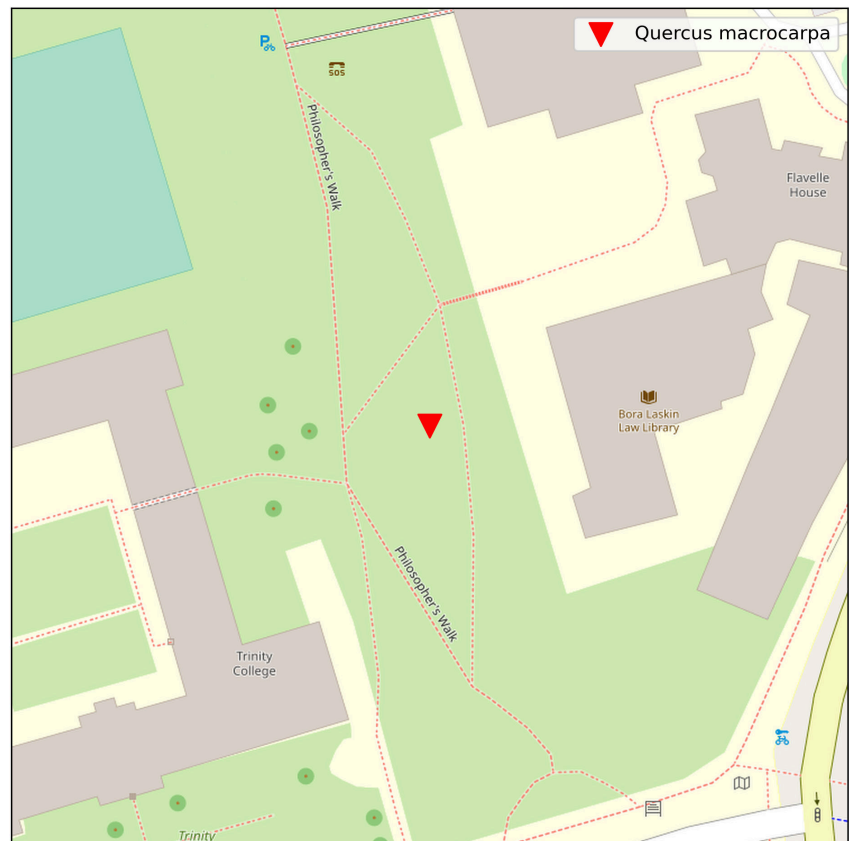 Quercus macrocarpa
P
SOS
Philosopher's Walk
Flavelle
House
Bora Laskin
Law Library
Philosopher's Walk
Trinity
College
Trinity